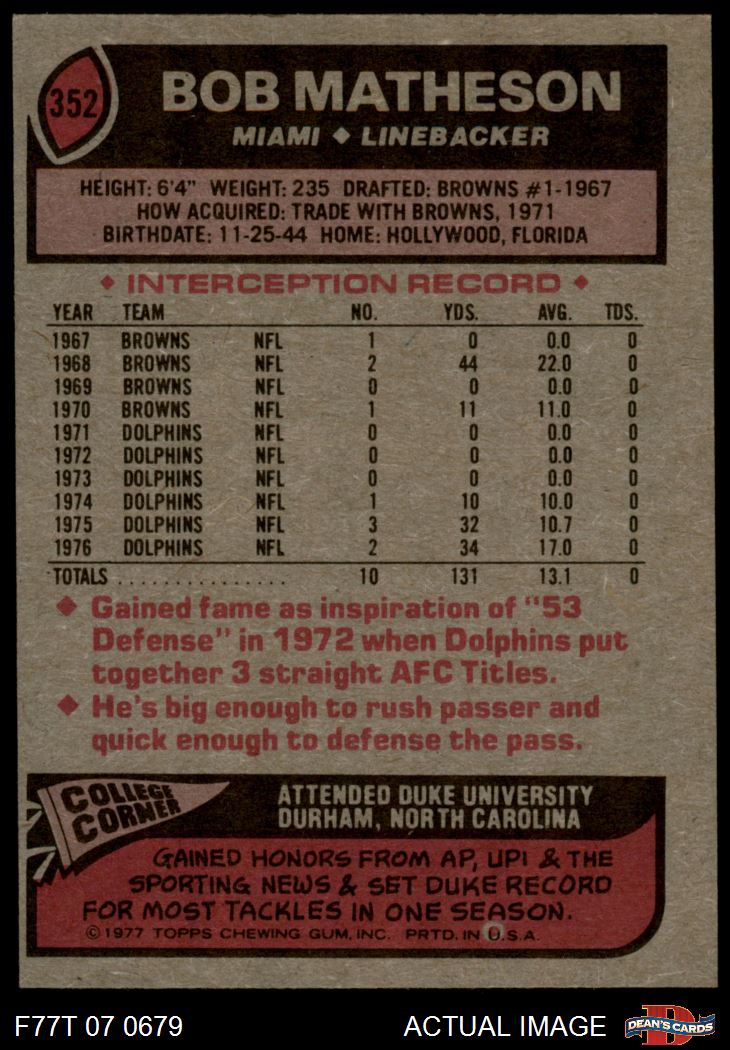 352
BOB MATHESON
MIAMI ◆ LINEBACKER
HEIGHT: 6'4" WEIGHT: 235 DRAFTED: BROWNS #1-1967
HOW ACQUIRED: TRADE WITH BROWNS, 1971
BIRTHDATE: 11-25-44 HOME: HOLLYWOOD, FLORIDA
◆ INTERCEPTION RECORD ◆
YEAR TEAM NO. YDS. AVG. TDS.
1967 BROWNS NFL 1 0 0.0 0
1968 BROWNS NFL 2 44 22.0 0
1969 BROWNS NFL 0 0 0.0 0
1970 BROWNS NFL 1 11 11.0 0
1971 DOLPHINS NFL 0 0 0.0 0
1972 DOLPHINS NFL 0 0 0.0 0
1973 DOLPHINS NFL 0 0 0.0 0
1974 DOLPHINS NFL 1 10 10.0 0
1975 DOLPHINS NFL 3 32 10.7 0
1976 DOLPHINS NFL 2 34 17.0 0
TOTALS ................ 10 131 13.1 0
◆ Gained fame as inspiration of "53
Defense" in 1972 when Dolphins put
together 3 straight AFC Titles.
◆ He's big enough to rush passer and
quick enough to defense the pass.
COLLEGE
CORNER
ATTENDED DUKE UNIVERSITY
DURHAM, NORTH CAROLINA
GAINED HONORS FROM AP, UPI & THE
SPORTING NEWS & SET DUKE RECORD
FOR MOST TACKLES IN ONE SEASON.
© 1977 TOPPS CHEWING GUM, INC. PRTD. IN U.S.A.
F77T 07 0679 ACTUAL IMAGE
D
DEAN'S CARDS